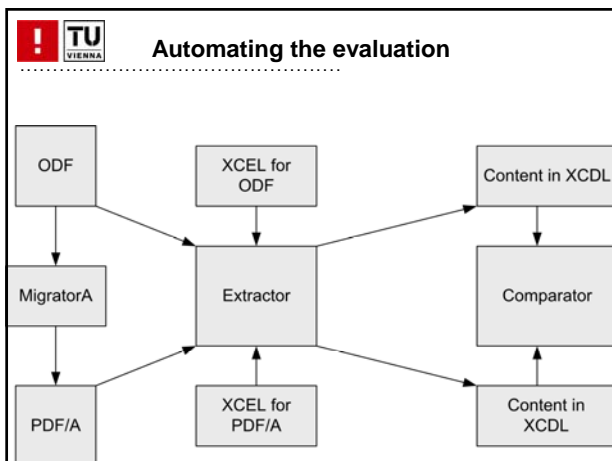 !
TU
VIENNA
Automating the evaluation
ODF
XCEL for
ODF
Content in XCDL
MigratorA
Extractor
Comparator
PDF/A
XCEL for
PDF/A
Content in
XCDL